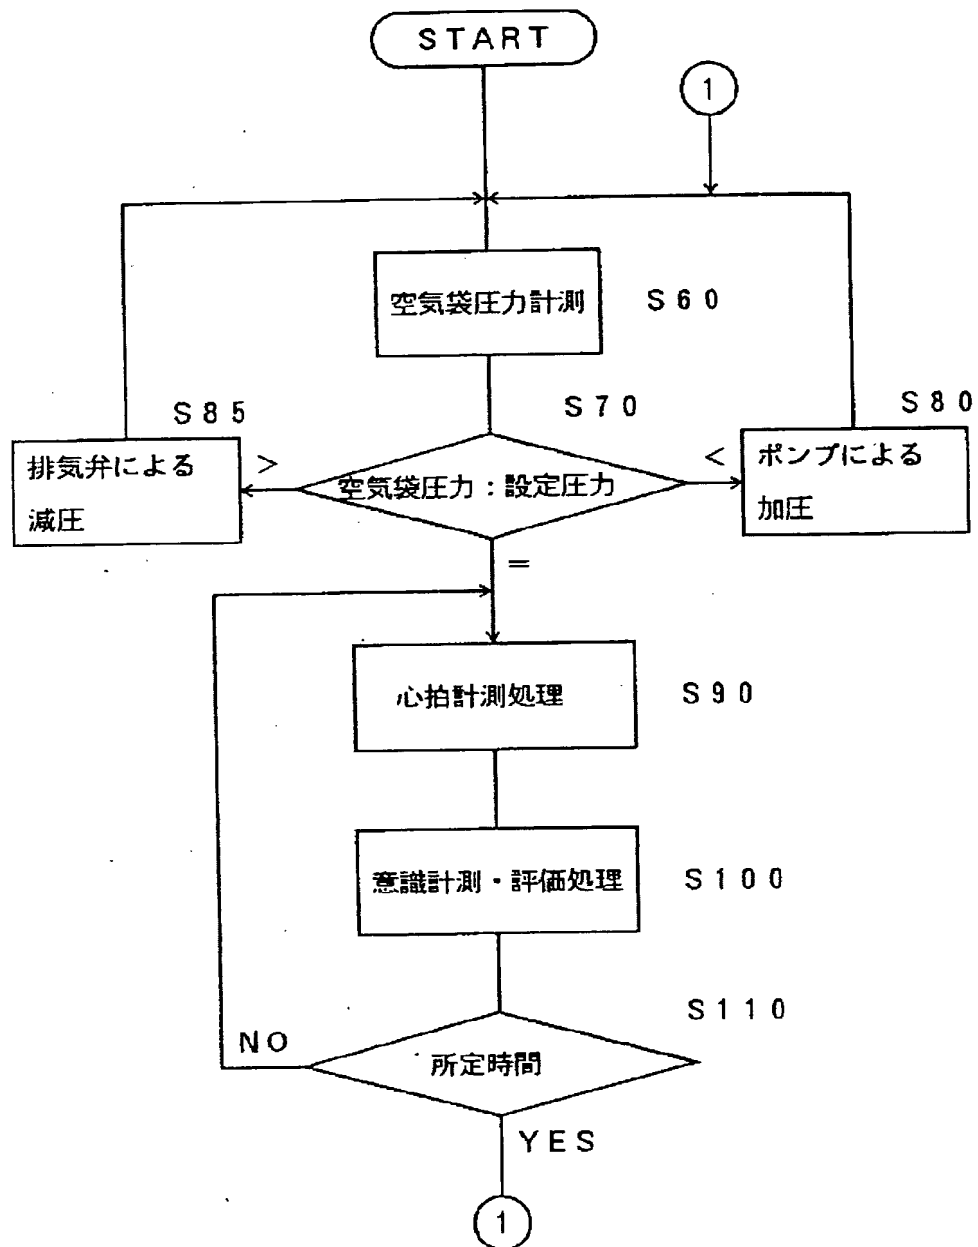 START
1
空気袋圧力計測
S60
S70
S85
S80
排気弁による
減圧
>
空気袋圧力：設定圧力
<
ポンプによる
加圧
=
心拍計測処理
S90
意識計測・評価処理
S100
S110
NO
所定時間
YES
1